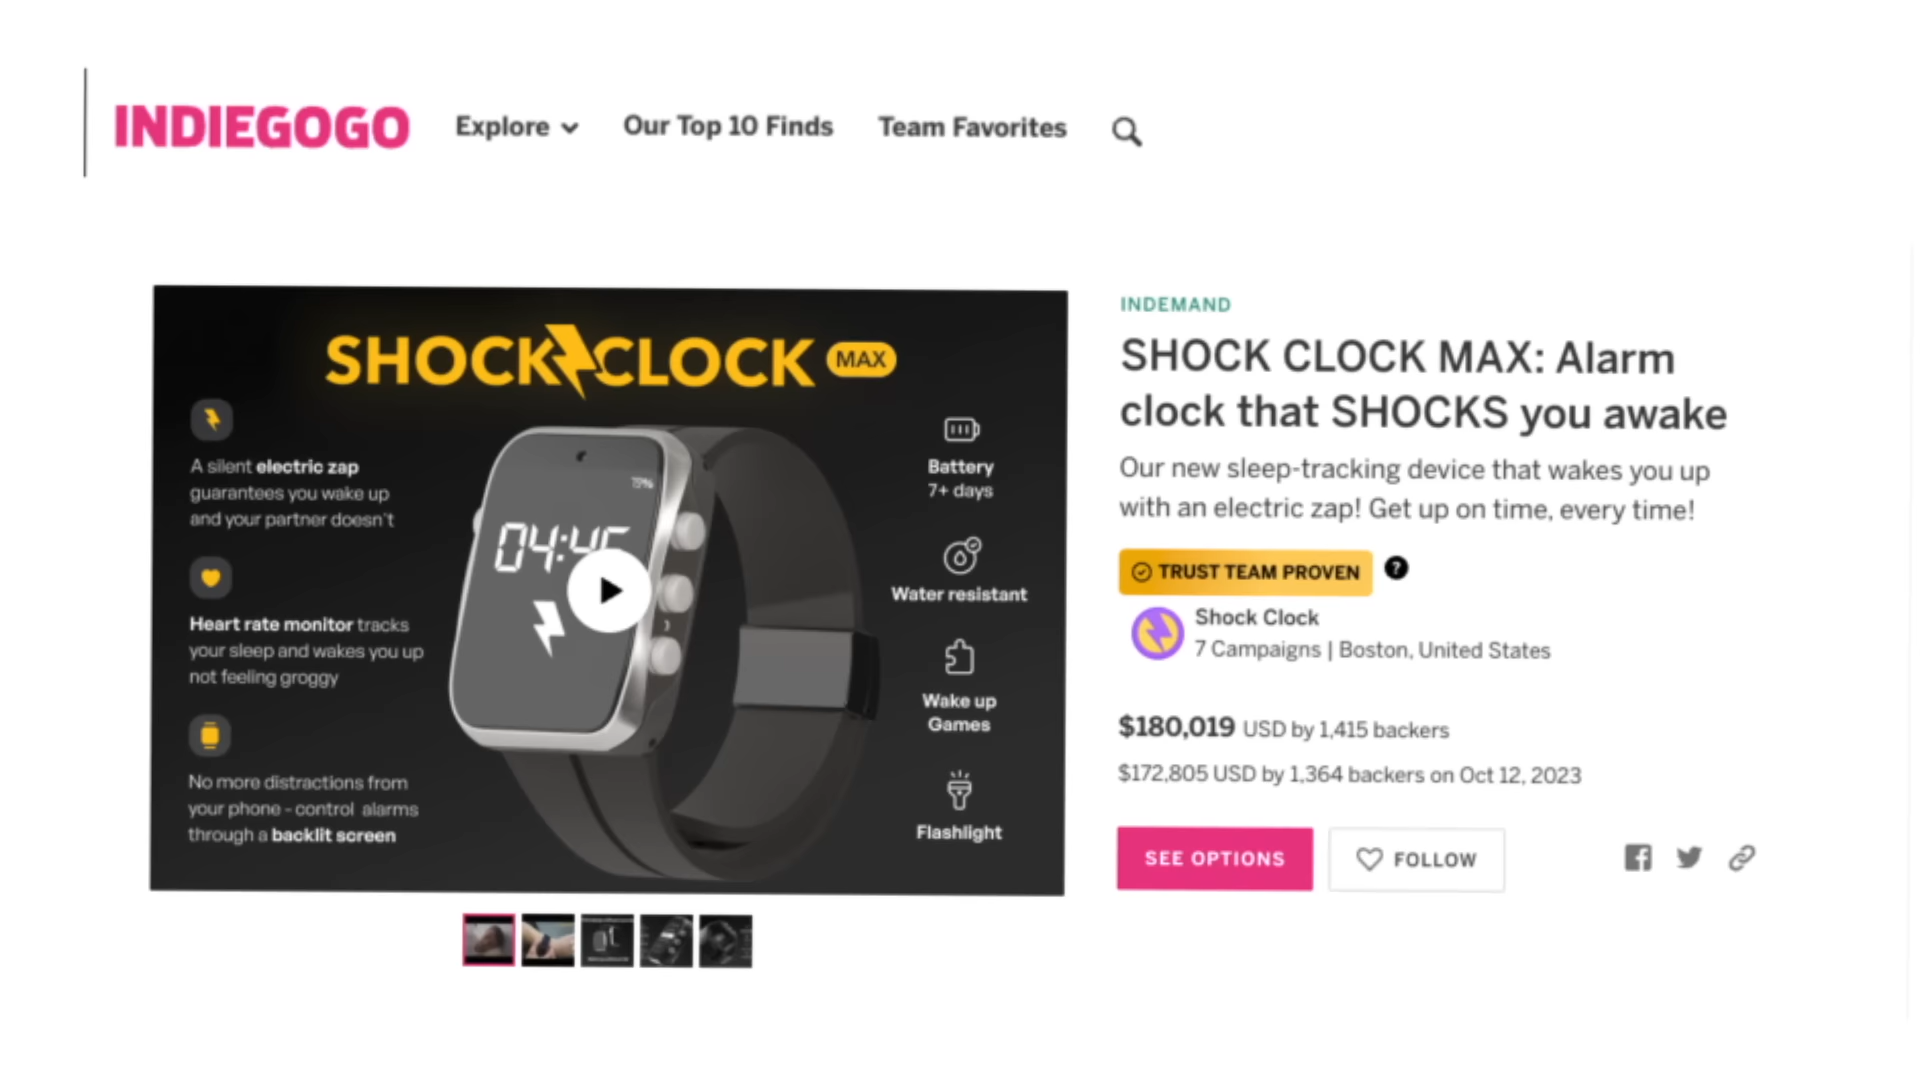 INDIEGOGO Explore Our Top 10 Finds Team Favorites
SHOCK CLOCK MAX
A silent electric zap
guarantees you wake up
and your partner doesn't
Heart rate monitor tracks
your sleep and wakes you up
not feeling groggy
No more distractions from
your phone - control alarms
through a backlit screen
79%
Battery
7+ days
Water resistant
Wake up
Games
Flashlight
INDEMAND
SHOCK CLOCK MAX: Alarm
clock that SHOCKS you awake
Our new sleep-tracking device that wakes you up
with an electric zap! Get up on time, every time!
TRUST TEAM PROVEN ?
Shock Clock
7 Campaigns | Boston, United States
$180,019 USD by 1,415 backers
$172,805 USD by 1,364 backers on Oct 12, 2023
SEE OPTIONS FOLLOW